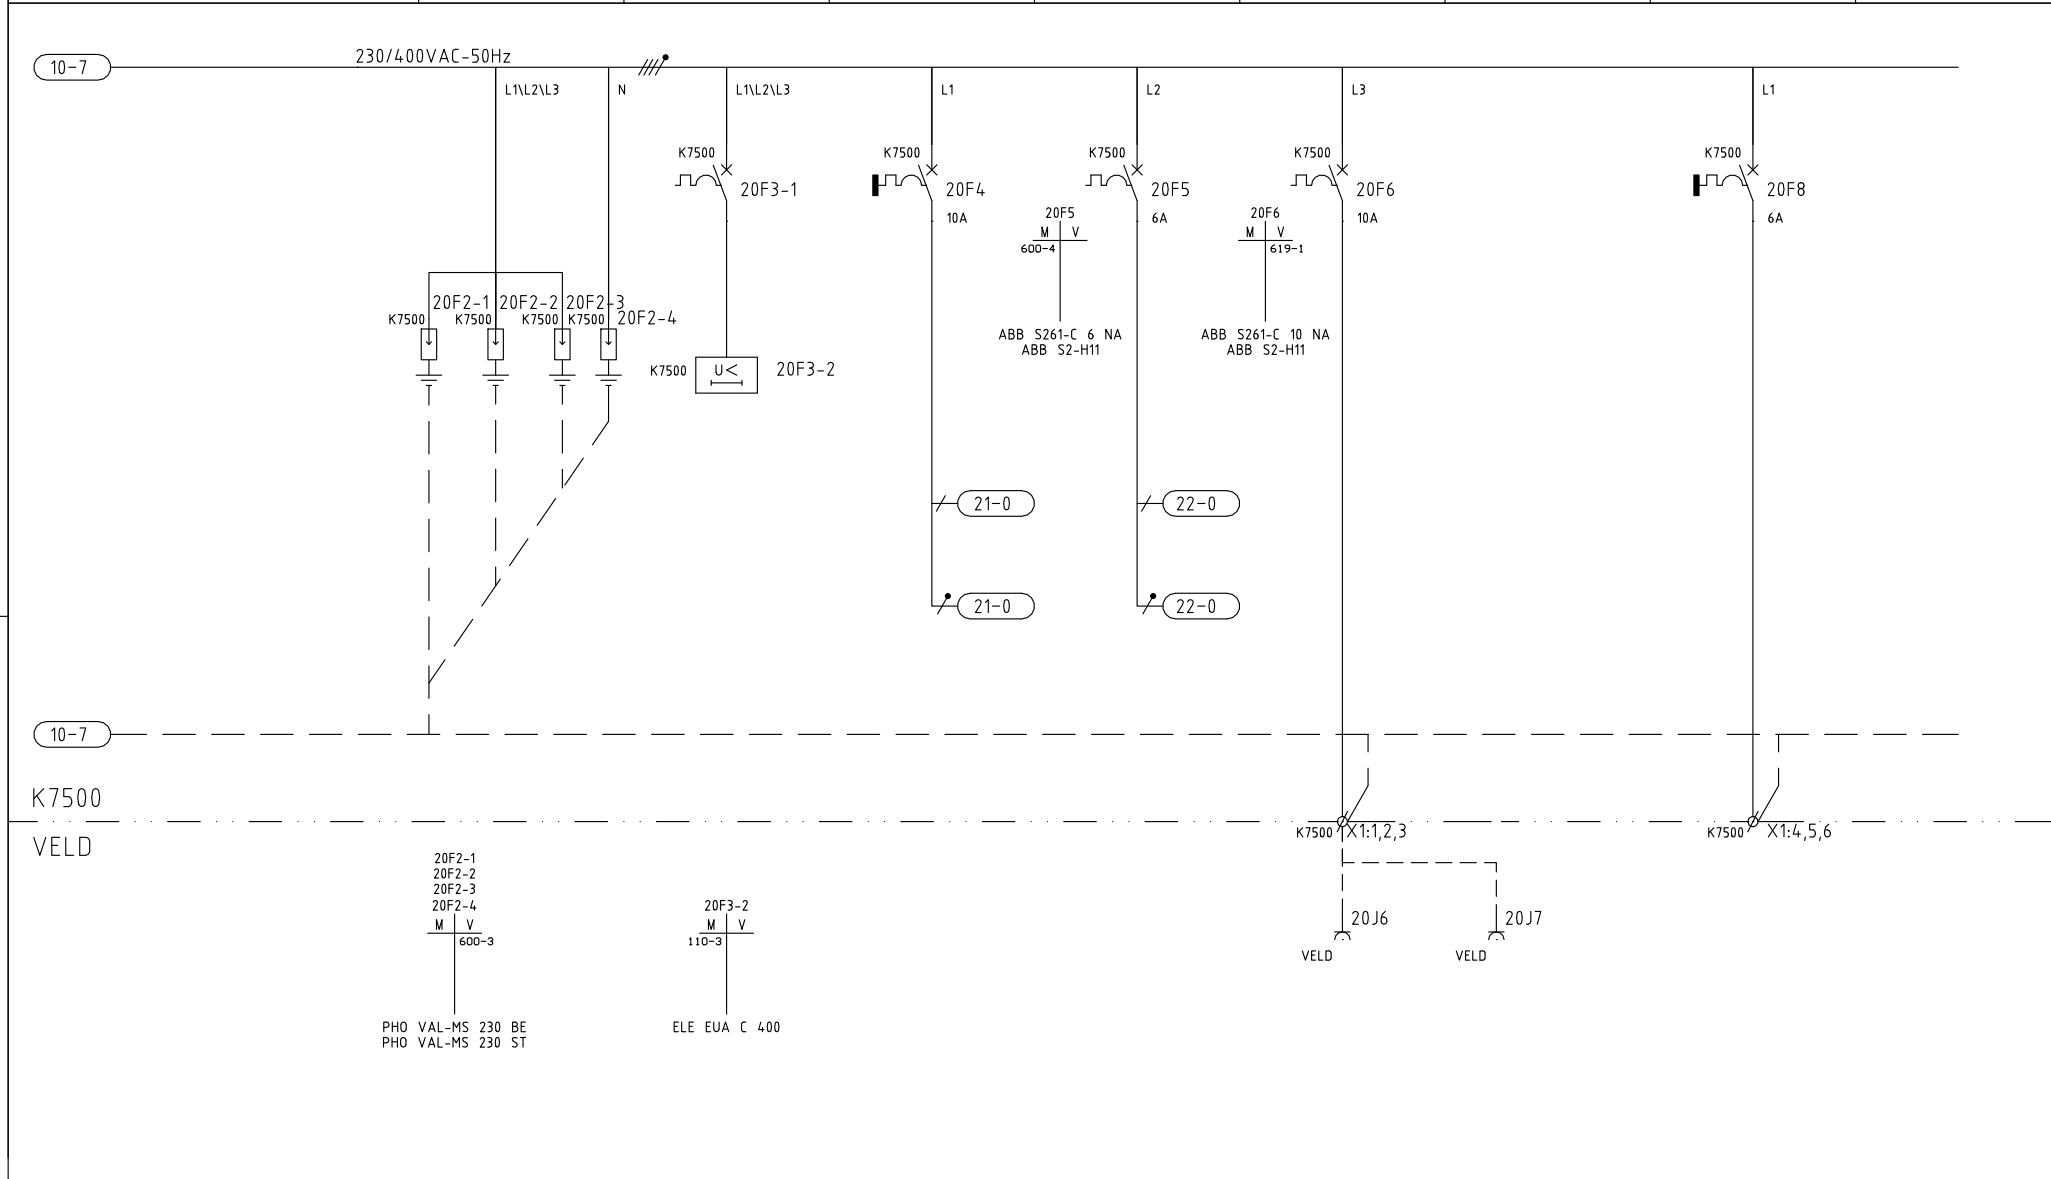 10-7
230/400VAC-50Hz
L1\L2\L3
N
L1\L2\L3
L1
L2
L3
L1
K7500
K7500
K7500
K7500
K7500
20F3-1
20F4
20F5
20F6
20F8
10A
6A
10A
6A
20F5
M V
600-4
20F6
M V
619-1
20F2-1
20F2-2
20F2-3
K7500
K7500
K7500
K7500
20F2-4
ABB S261-C 6 NA
ABB S2-H11
ABB S261-C 10 NA
ABB S2-H11
K7500
U<
20F3-2
21-0
22-0
21-0
22-0
10-7
K7500
VELD
K7500
X1:1,2,3
K7500
X1:4,5,6
20F2-1
20F2-2
20F2-3
20F2-4
M V
600-3
20F3-2
M V
110-3
20J6
20J7
VELD
VELD
PHO VAL-MS 230 BE
PHO VAL-MS 230 ST
ELE EUA C 400